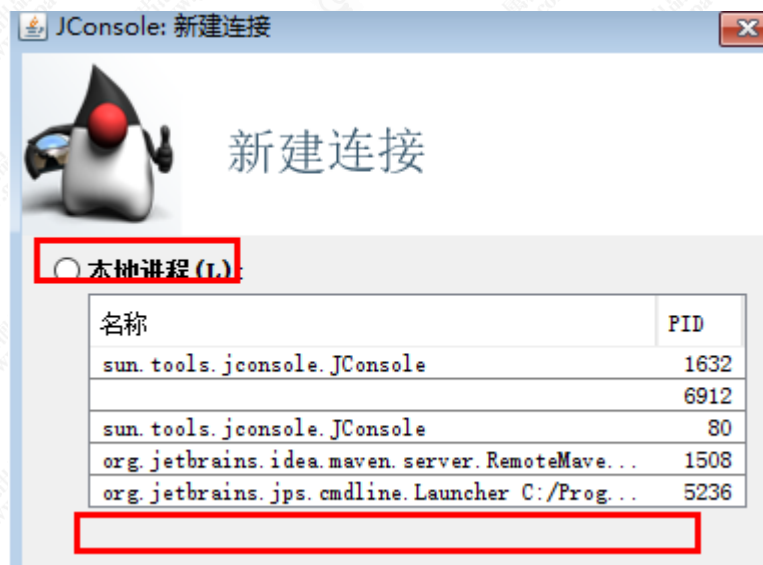 JConsole: 新建连接
新建连接
本地进程(L):
名称 PID
sun.tools.jconsole.JConsole 1632
6912
sun.tools.jconsole.JConsole 80
org.jetbrains.idea.maven.server.RemoteMave... 1508
org.jetbrains.jps.cmdline.Launcher C:/Prog... 5236